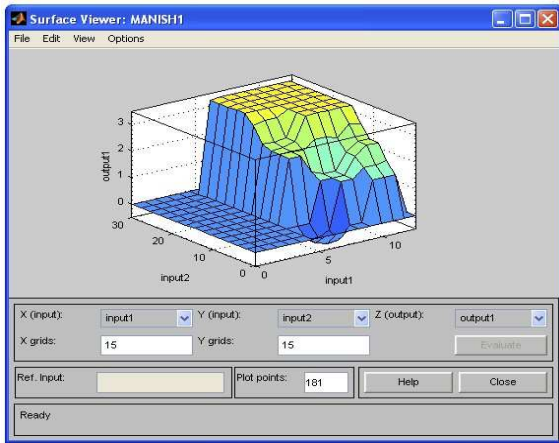 Surface Viewer: MANISH1
File Edit View Options
3
2
1
0
output1
30
20
10
0
input2
0
5
10
input1
X (input): input1 Y (input): input2 Z (output): output1
X grids: 15 Y grids: 15 Evaluate
Ref. Input: Plot points: 181 Help Close
Ready